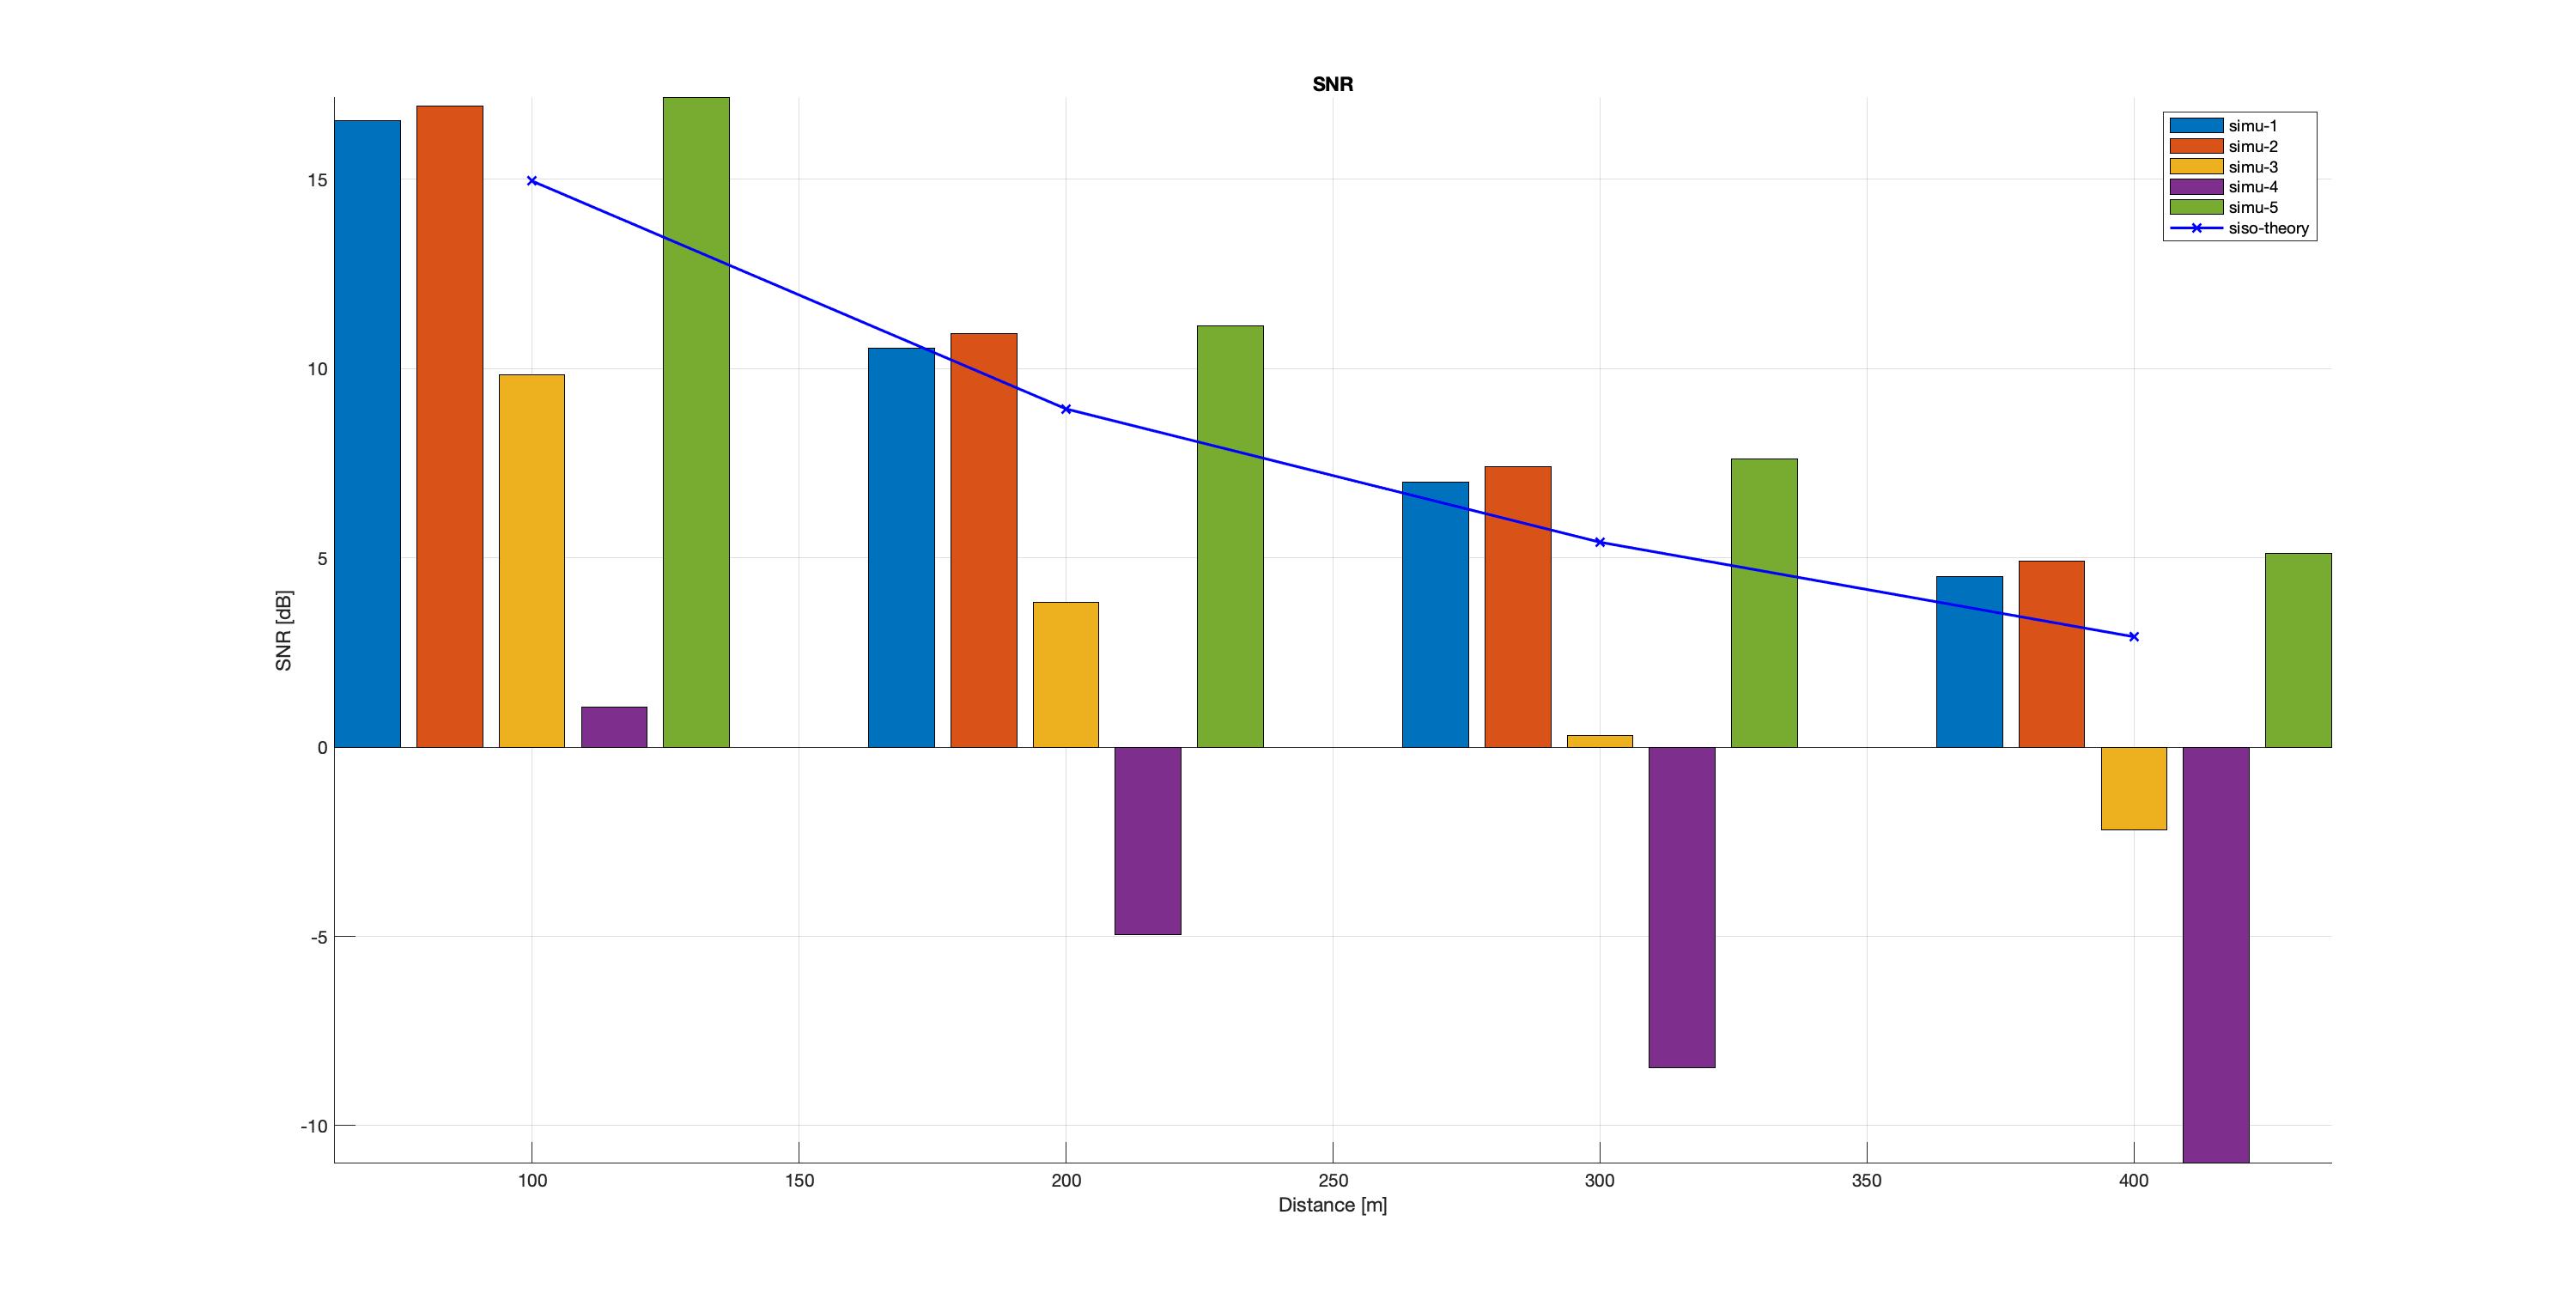 SNR
simu-1
simu-2
simu-3
simu-4
simu-5
siso-theory
15
10
5
0
-5
-10
SNR [dB]
100 150 200 250 300 350 400
Distance [m]